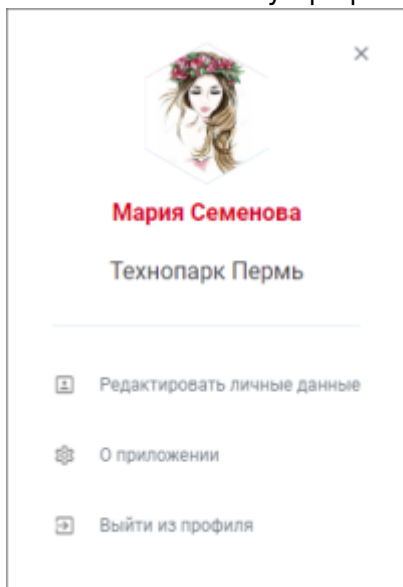 Мария Семенова
Технопарк Пермь
Редактировать личные данные
О приложении
Выйти из профиля